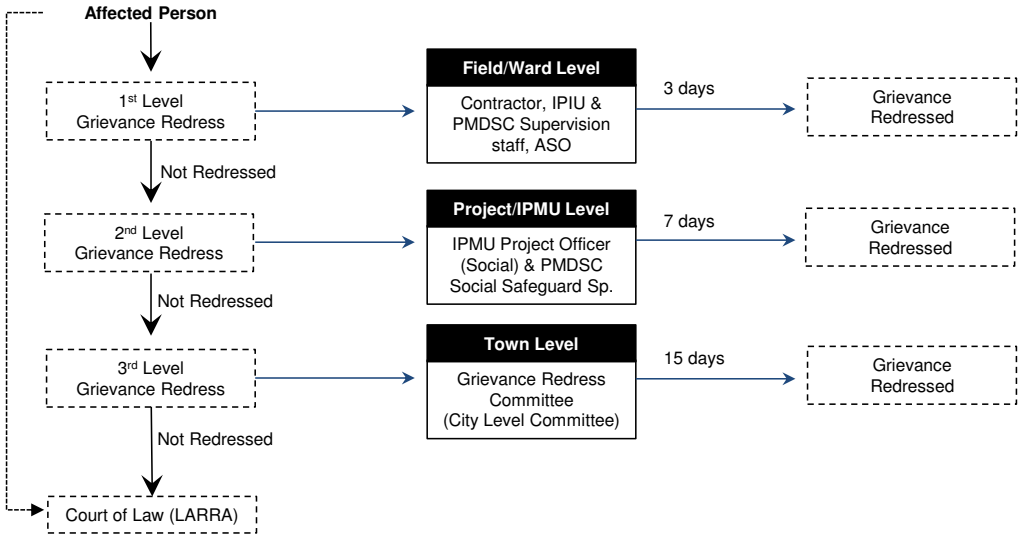 Affected Person
1st Level
Grievance Redress
Field/Ward Level
Contractor, IPIU &
PMDSC Supervision
staff, ASO
3 days
Grievance
Redressed
Not Redressed
2nd Level
Grievance Redress
Project/IPMU Level
IPMU Project Officer
(Social) & PMDSC
Social Safeguard Sp.
7 days
Grievance
Redressed
Not Redressed
3rd Level
Grievance Redress
Town Level
Grievance Redress
Committee
(City Level Committee)
15 days
Grievance
Redressed
Not Redressed
Court of Law (LARRA)